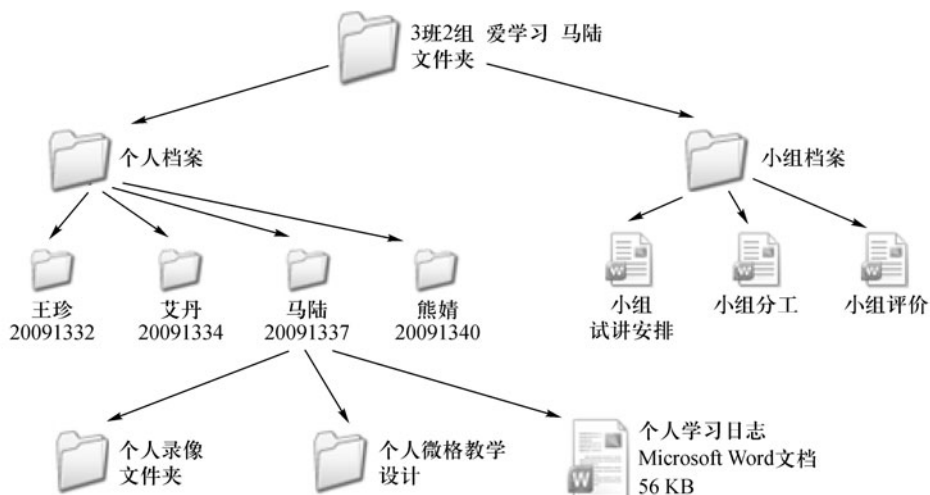 3班2组 爱学习 马陆
文件夹
个人档案
小组档案
王珍
20091332
艾丹
20091334
马陆
20091337
熊婧
20091340
小组
试讲安排
小组分工
小组评价
个人录像
文件夹
个人微格教学
设计
个人学习日志
Microsoft Word文档
56 KB